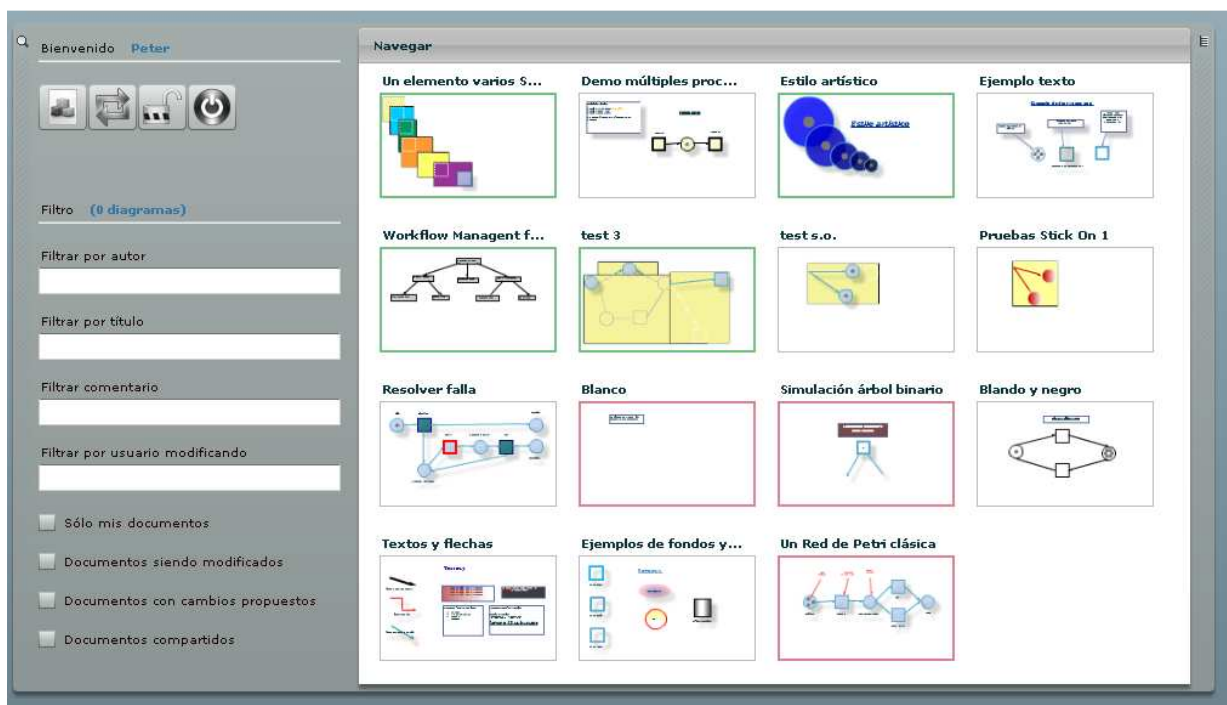 Bienvenido Peter
Filtro (0 diagramas)
Filtrar por autor
Filtrar por título
Filtrar comentario
Filtrar por usuario modificando
Sólo mis documentos
Documentos siendo modificados
Documentos con cambios propuestos
Documentos compartidos
Navegar
Un elemento varios S...
Demo múltiples proc...
Estilo artístico
Ejemplo texto
Estilo artístico
Workflow Managent f...
test 3
test s.o.
Pruebas Stick On 1
Resolver falla
Blanco
Simulación árbol binario
Blando y negro
Textos y flechas
Ejemplos de fondos y...
Un Red de Petri clásica